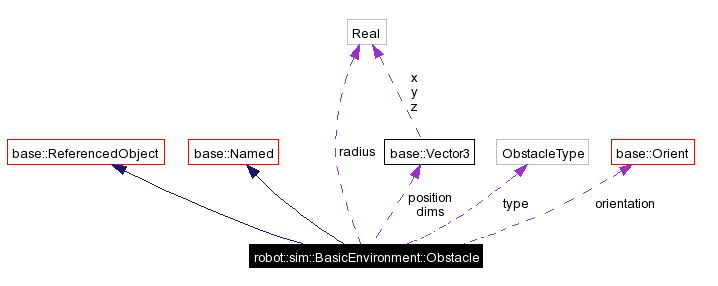 Real
x
y
z
base::ReferencedObject
base::Named
radius
base::Vector3
ObstacleType
base::Orient
position
dims
type
orientation
robot::sim::BasicEnvironment::Obstacle